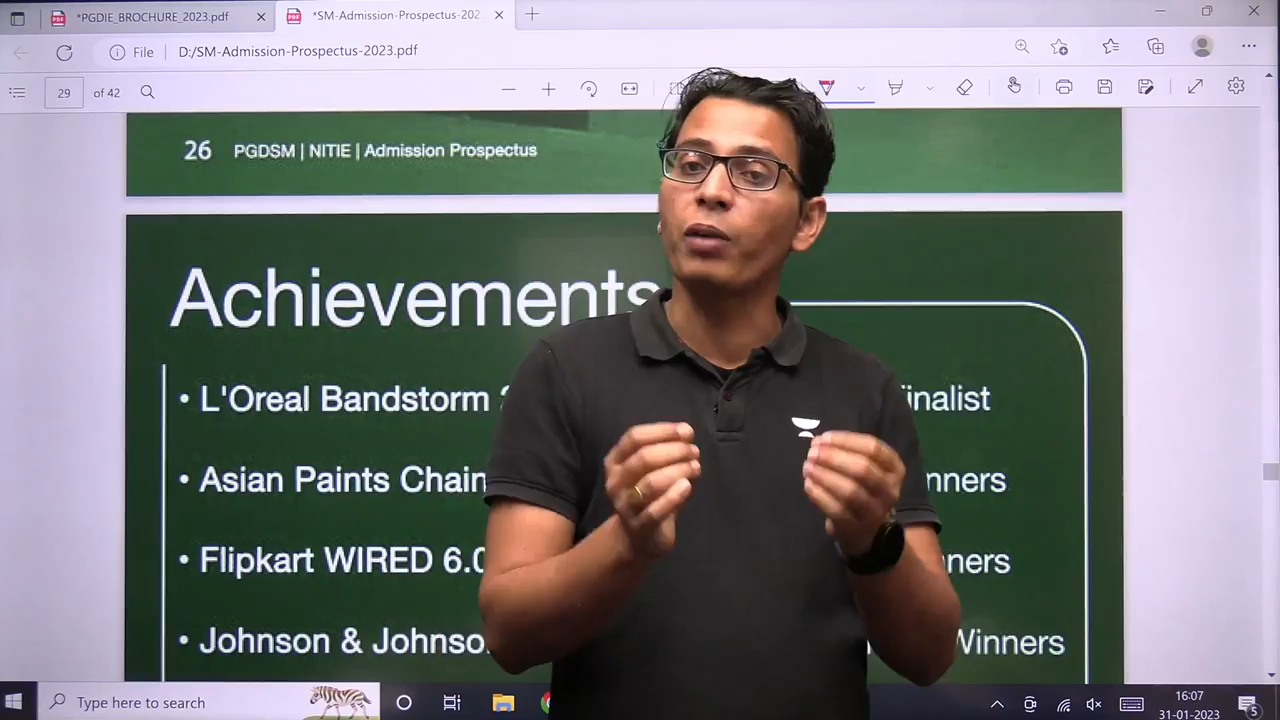 *PGDIE_BROCHURE_2023.pdf
*SM-Admission-Prospectus-202
File D:/SM-Admission-Prospectus-2023.pdf
29 of 42
26 PGDSM | NITIE | Admission Prospectus
Achievements
• L'Oreal Bandstorm inalist
• Asian Paints Chain nners
• Flipkart WIRED 6.0 nners
• Johnson & Johnso Winners
Type here to search
16:07
31-01-2023
5